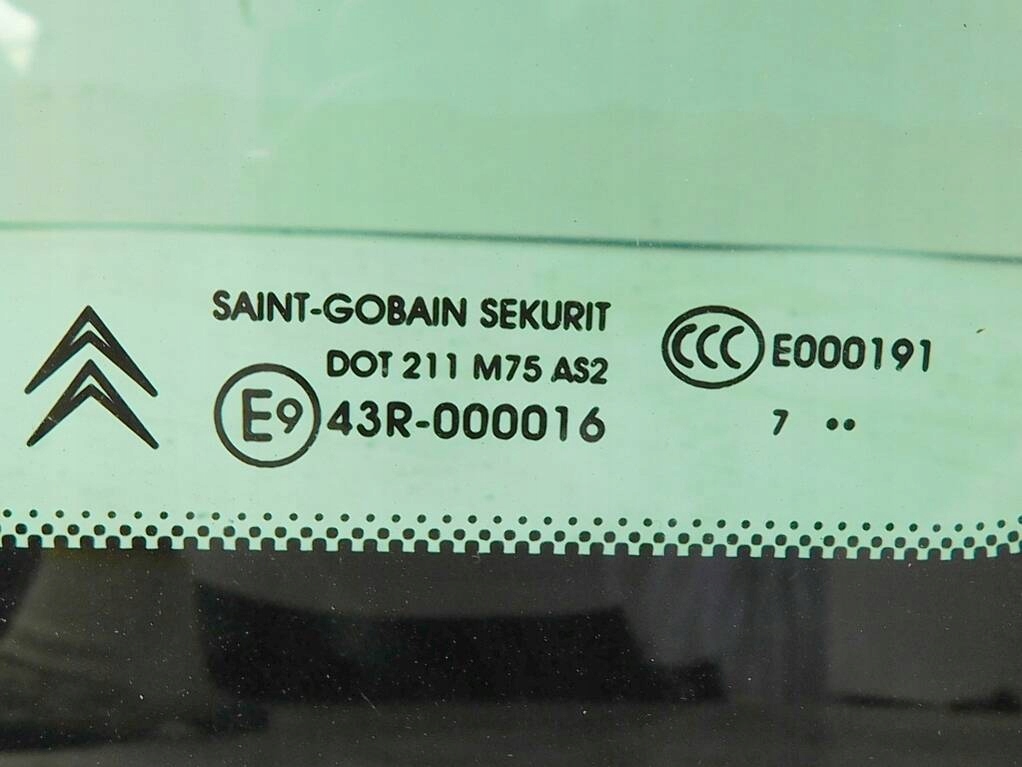 SAINT-GOBAIN SEKURIT
DOT 211 M75 AS2
E9 43R-000016
CCC E000191
7 ••